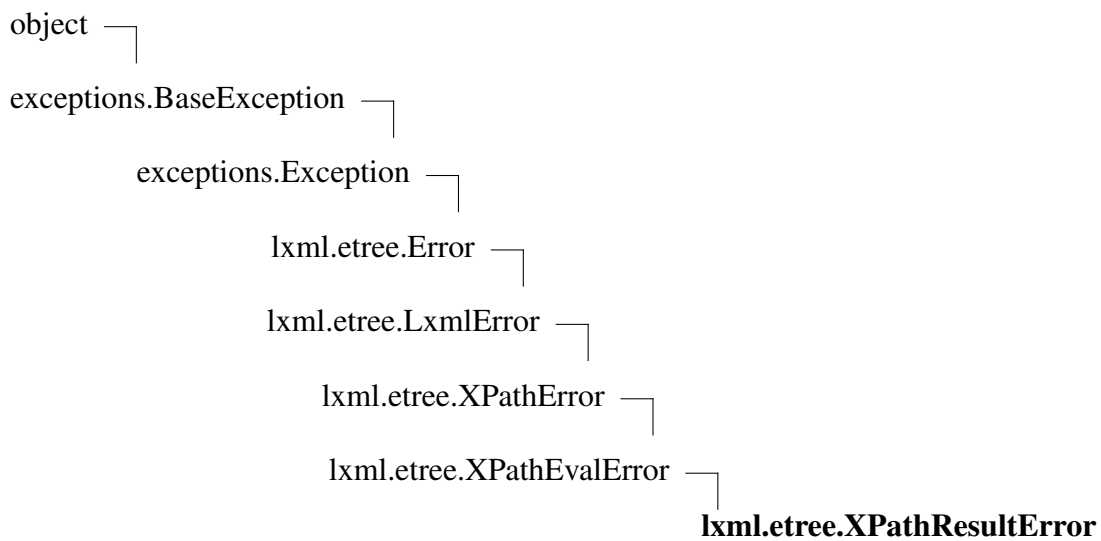 object
exceptions.BaseException
exceptions.Exception
lxml.etree.Error
lxml.etree.LxmlError
lxml.etree.XPathError
lxml.etree.XPathEvalError
lxml.etree.XPathResultError